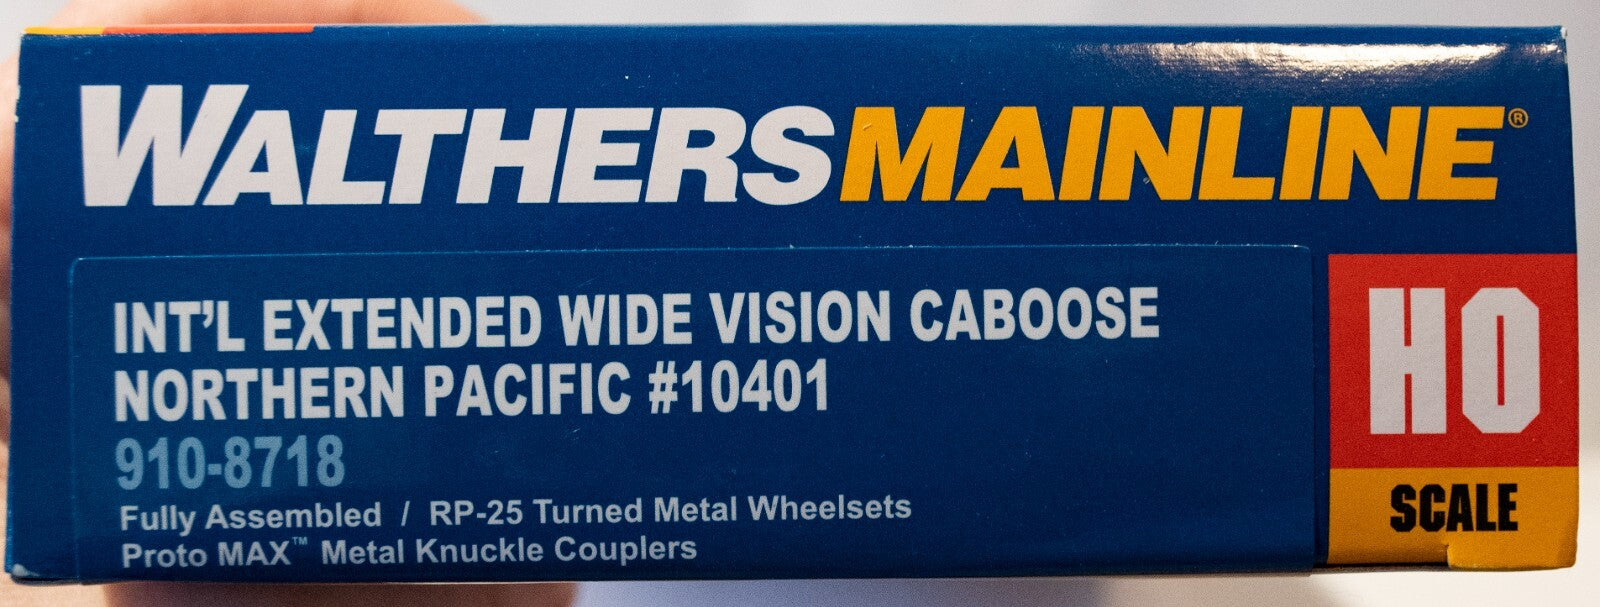 WALTHERSMAINLINE®
INT'L EXTENDED WIDE VISION CABOOSE
NORTHERN PACIFIC #10401
910-8718
Fully Assembled / RP-25 Turned Metal Wheelsets
Proto MAX™ Metal Knuckle Couplers
HO
SCALE